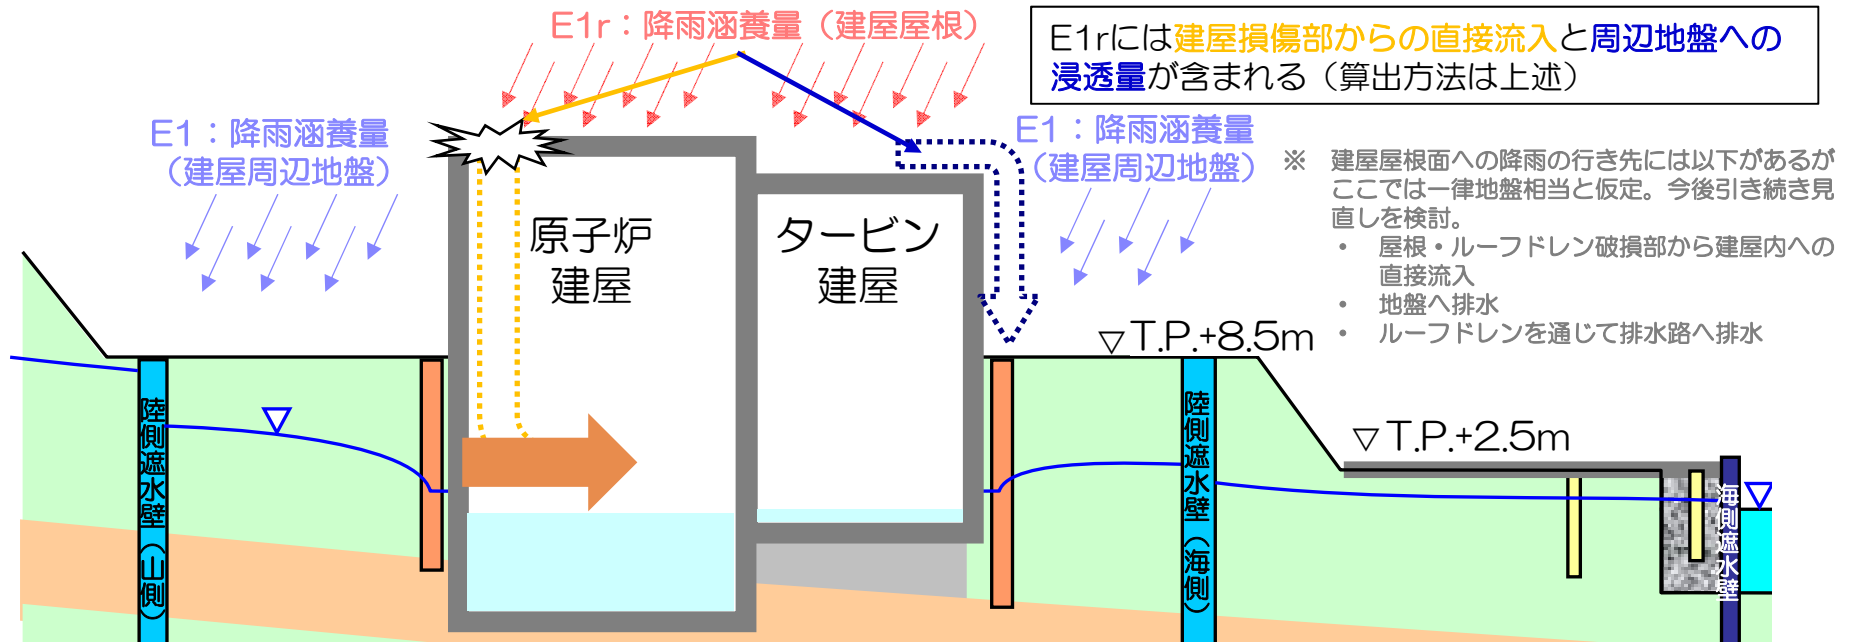 E1r：降雨涵養量（建屋屋根）
E1rには建屋損傷部からの直接流入と周辺地盤への
浸透量が含まれる（算出方法は上述）
E1：降雨涵養量
（建屋周辺地盤）
E1：降雨涵養量
（建屋周辺地盤）
※　建屋屋根面への降雨の行き先には以下があるが
ここでは一律地盤相当と仮定。今後引き続き見
直しを検討。
・　屋根・ルーフドレン破損部から建屋内への
直接流入
・　地盤へ排水
・　ルーフドレンを通じて排水路へ排水
原子炉
建屋
タービン
建屋
▽T.P.+8.5m
▽T.P.+2.5m
陸側遮水壁（山側）
陸側遮水壁（海側）
海側遮水壁